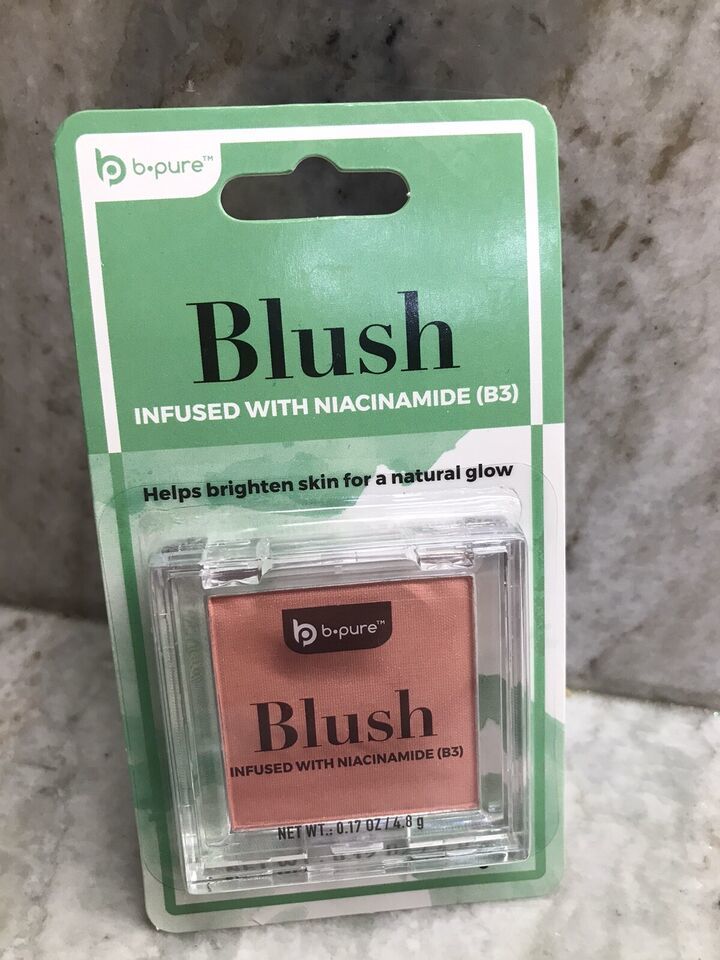 b•pure™
Blush
INFUSED WITH NIACINAMIDE (B3)
Helps brighten skin for a natural glow
b•pure™
Blush
INFUSED WITH NIACINAMIDE (B3)
NET WT.: 0.17 OZ / 4.8 g